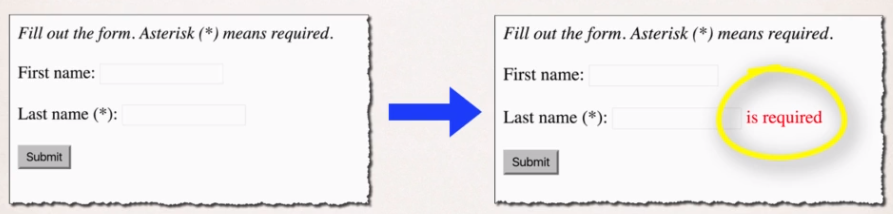 Fill out the form. Asterisk (*) means required.
First name:
Last name (*):
Submit
Fill out the form. Asterisk (*) means required.
First name:
Last name (*): is required
Submit